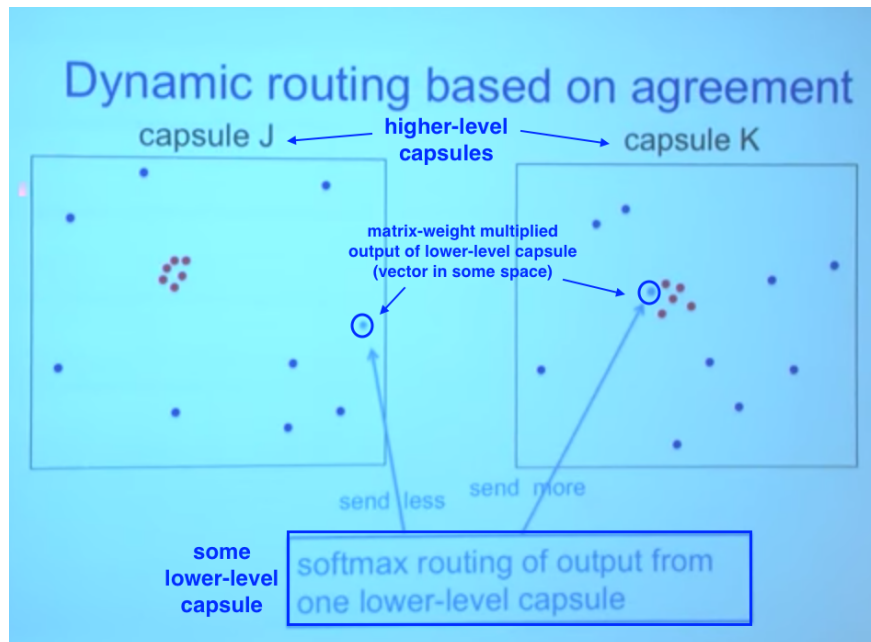 Dynamic routing based on agreement
capsule J
higher-level
capsules
capsule K
matrix-weight multiplied
output of lower-level capsule
(vector in some space)
send less
send more
some
lower-level
capsule
softmax routing of output from
one lower-level capsule